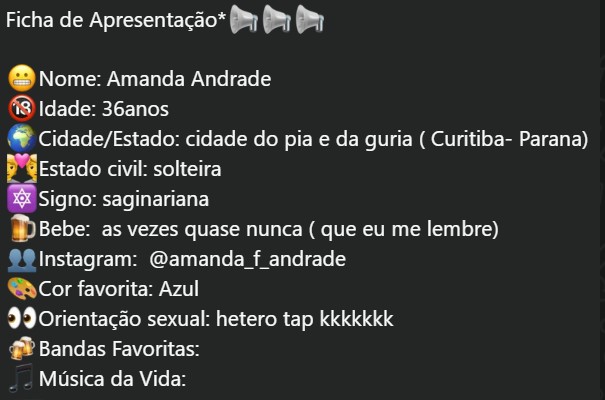 Ficha de Apresentação*📢📢📢
😬Nome: Amanda Andrade
🔞Idade: 36anos
🌍Cidade/Estado: cidade do pia e da guria ( Curitiba- Parana)
💏Estado civil: solteira
🔯Signo: saginariana
🍺Bebe:  as vezes quase nunca ( que eu me lembre)
👥Instagram:  @amanda_f_andrade
🎨Cor favorita: Azul
👀Orientação sexual: hetero tap kkkkkkk
🍻Bandas Favoritas:
🎵Música da Vida: